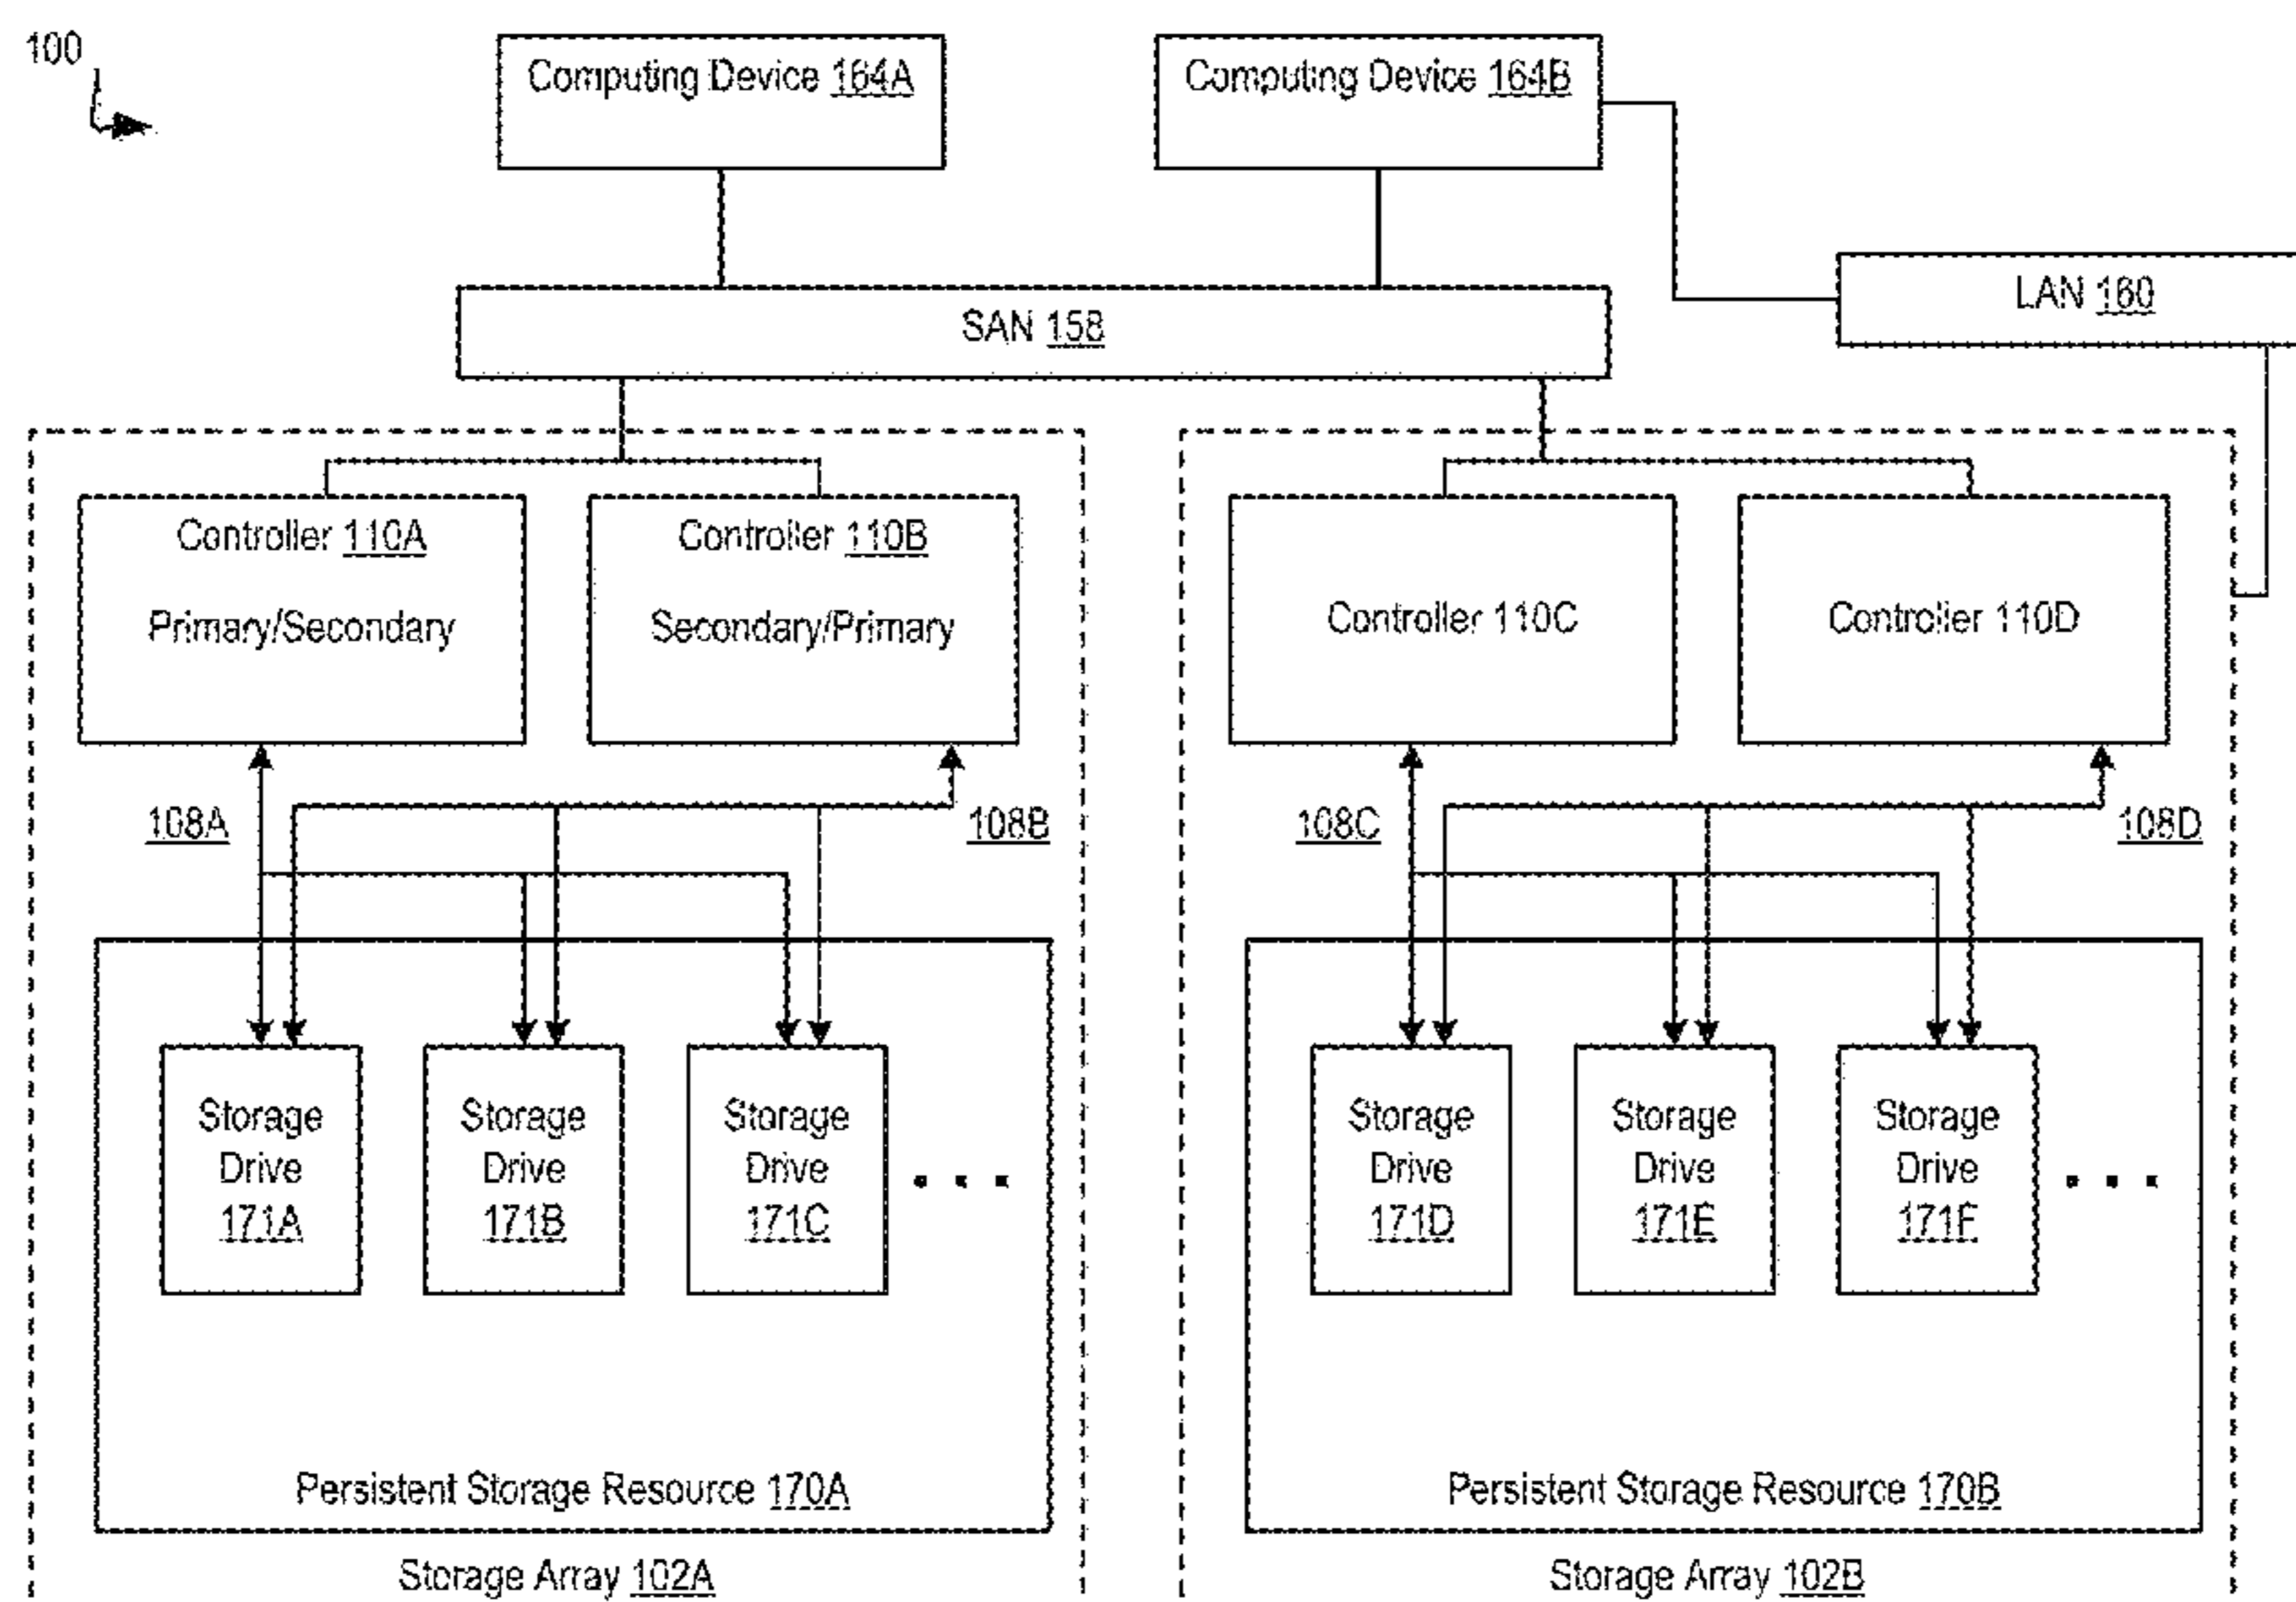 100
Computing Device 164A
Computing Device 164B
LAN 160
SAN 158
Controller 110A
Primary/Secondary
Controller 110B
Secondary/Primary
Controller 110C
Controller 110D
108A
108B
108C
108D
Storage
Drive
171A
Storage
Drive
171B
Storage
Drive
171C
Storage
Drive
171D
Storage
Drive
171E
Storage
Drive
171F
Persistent Storage Resource 170A
Persistent Storage Resource 170B
Storage Array 102A
Storage Array 102B